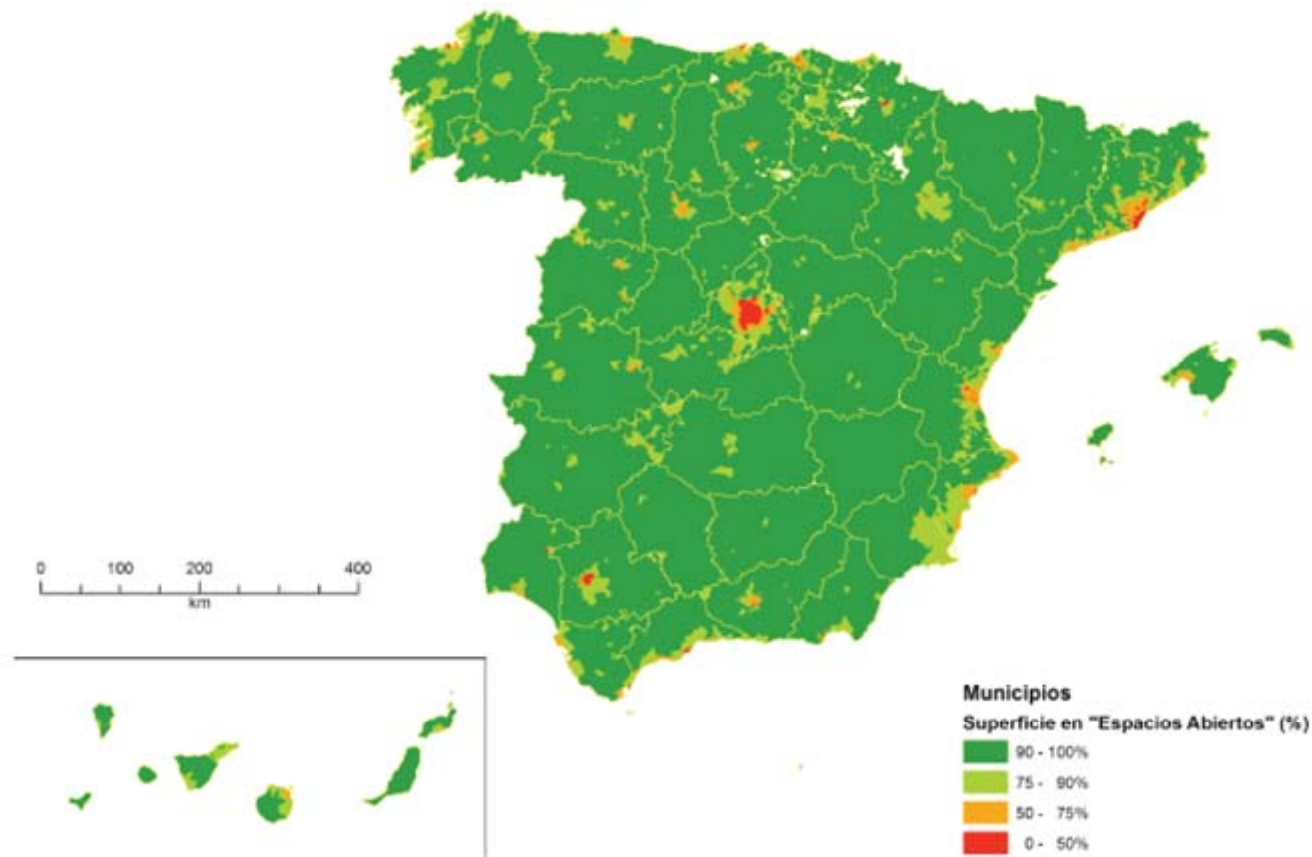 0 100 200 400
km
Municipios
Superficie en "Espacios Abiertos" (%)
90 - 100%
75 - 90%
50 - 75%
0 - 50%